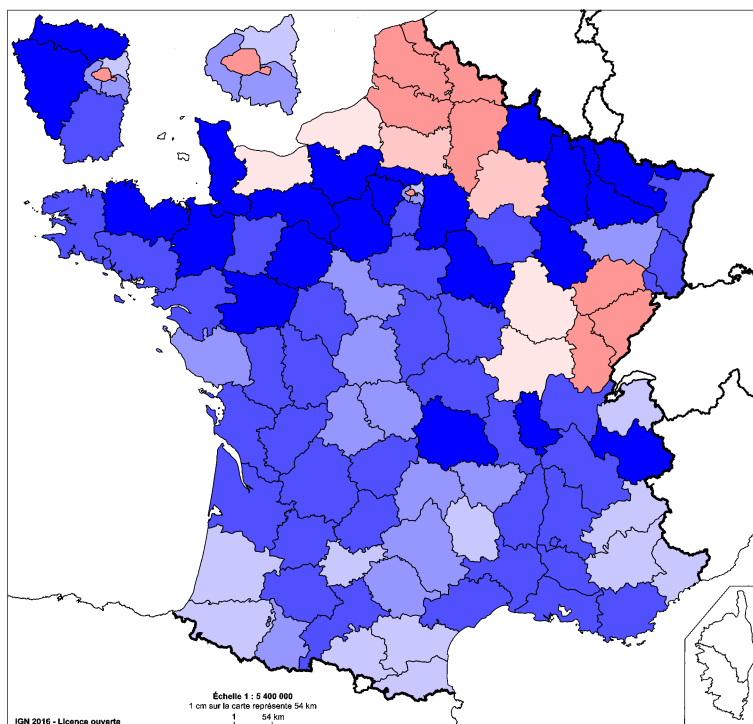 Échelle 1 : 5 400 000
1 cm sur la carte représente 54 km
1 54 km
IGN 2016 - Licence ouverte